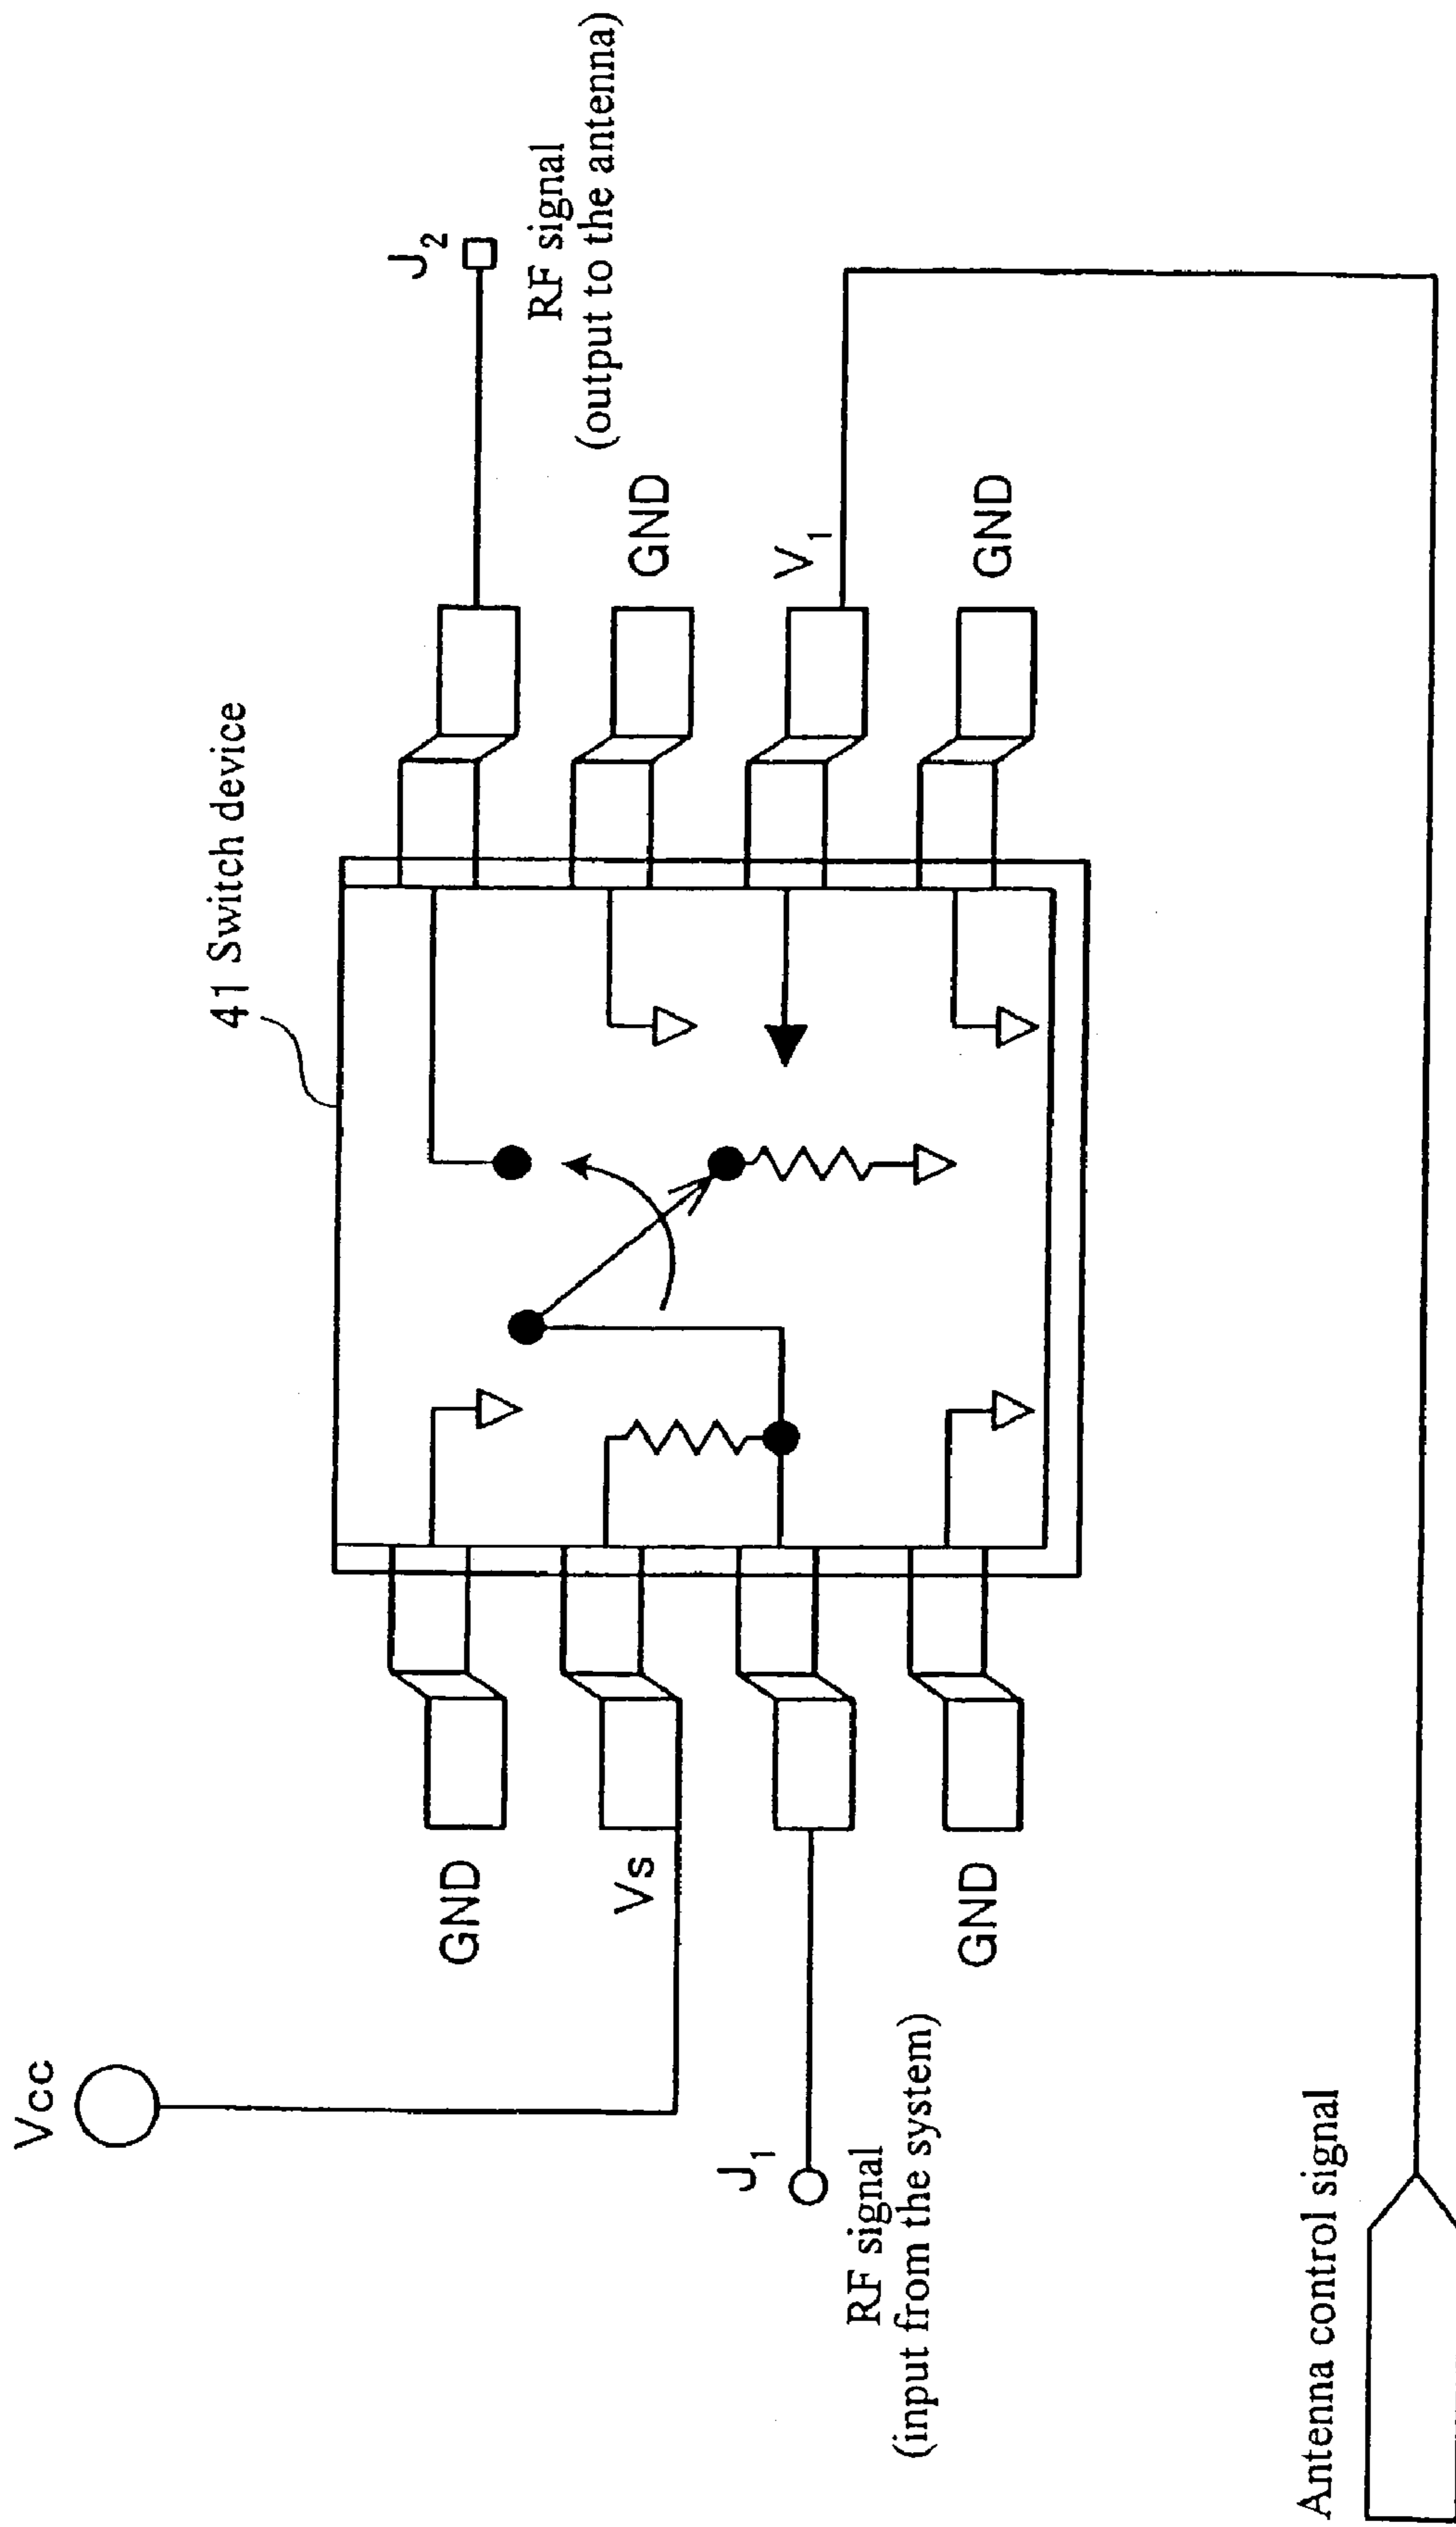 Vcc
41 Switch device
J2
RF signal
(output to the antenna)
GND
GND
Vs
V1
J1
RF signal
(input from the system)
GND
GND
Antenna control signal